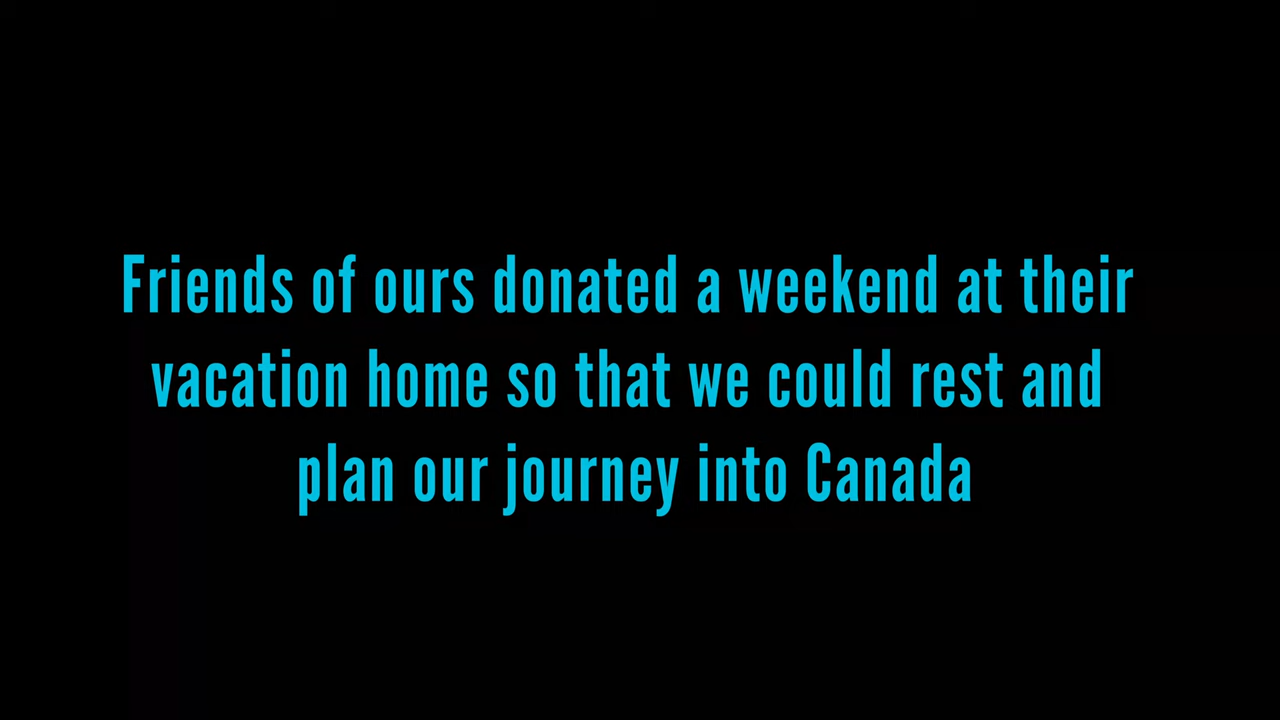 Friends of ours donated a weekend at their
vacation home so that we could rest and
plan our journey into Canada